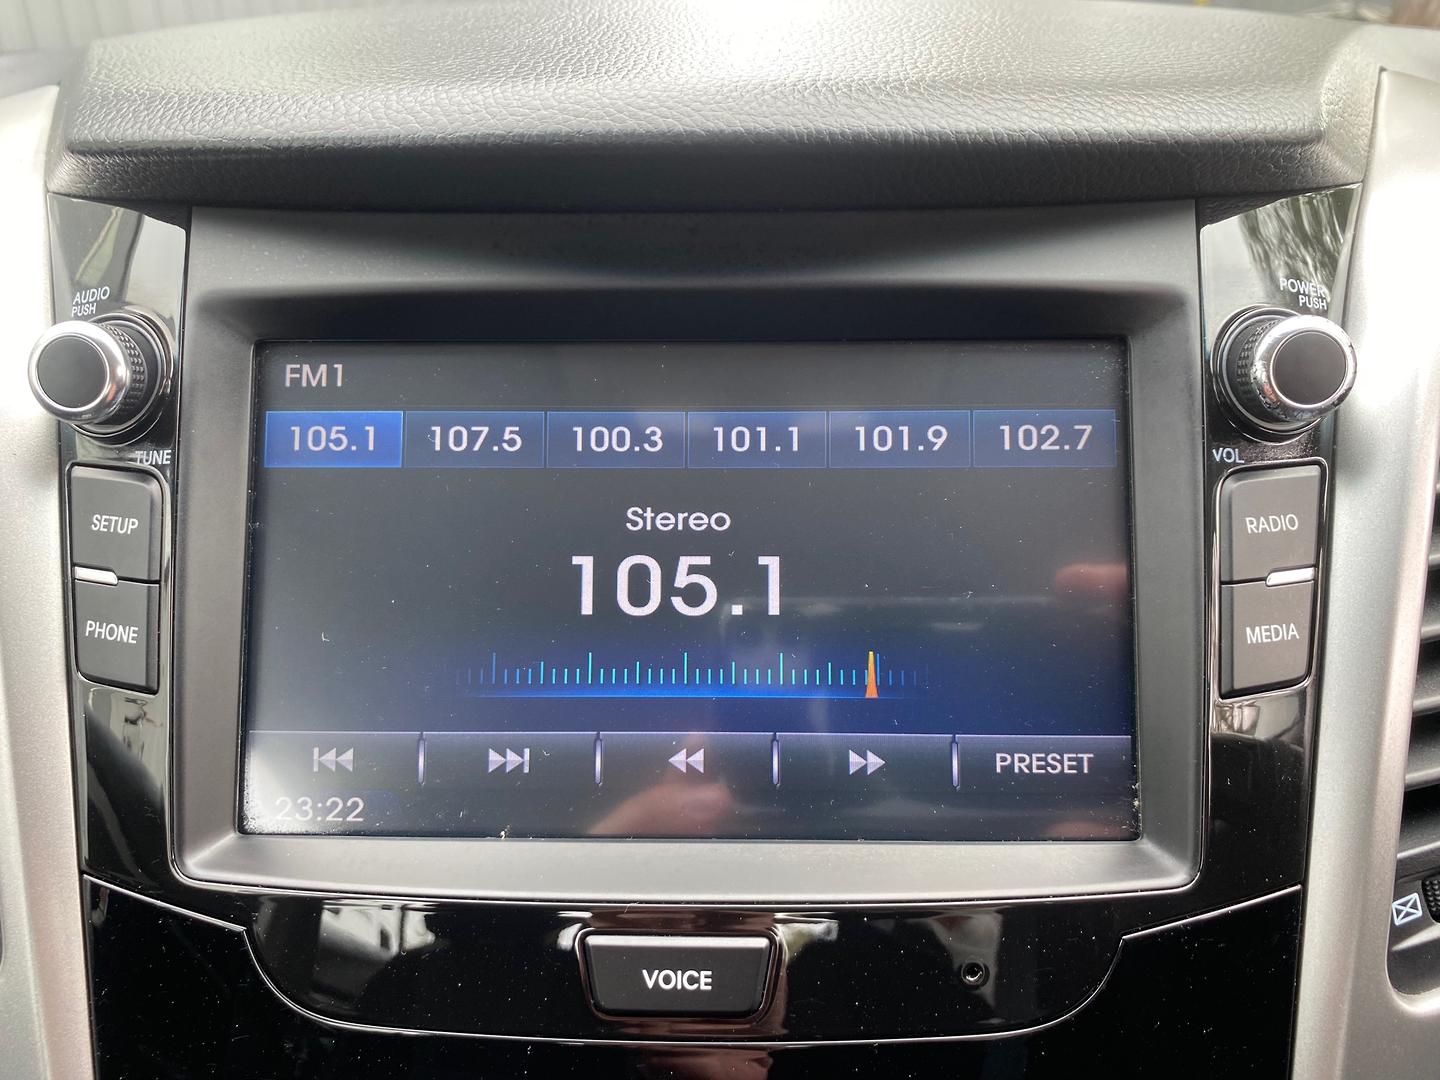 AUDIO
PUSH
POWER
PUSH
FM1
105.1 107.5 100.3 101.1 101.9 102.7
TUNE
VOL
Stereo
SETUP
RADIO
105.1
PHONE
MEDIA
PRESET
23:22
VOICE